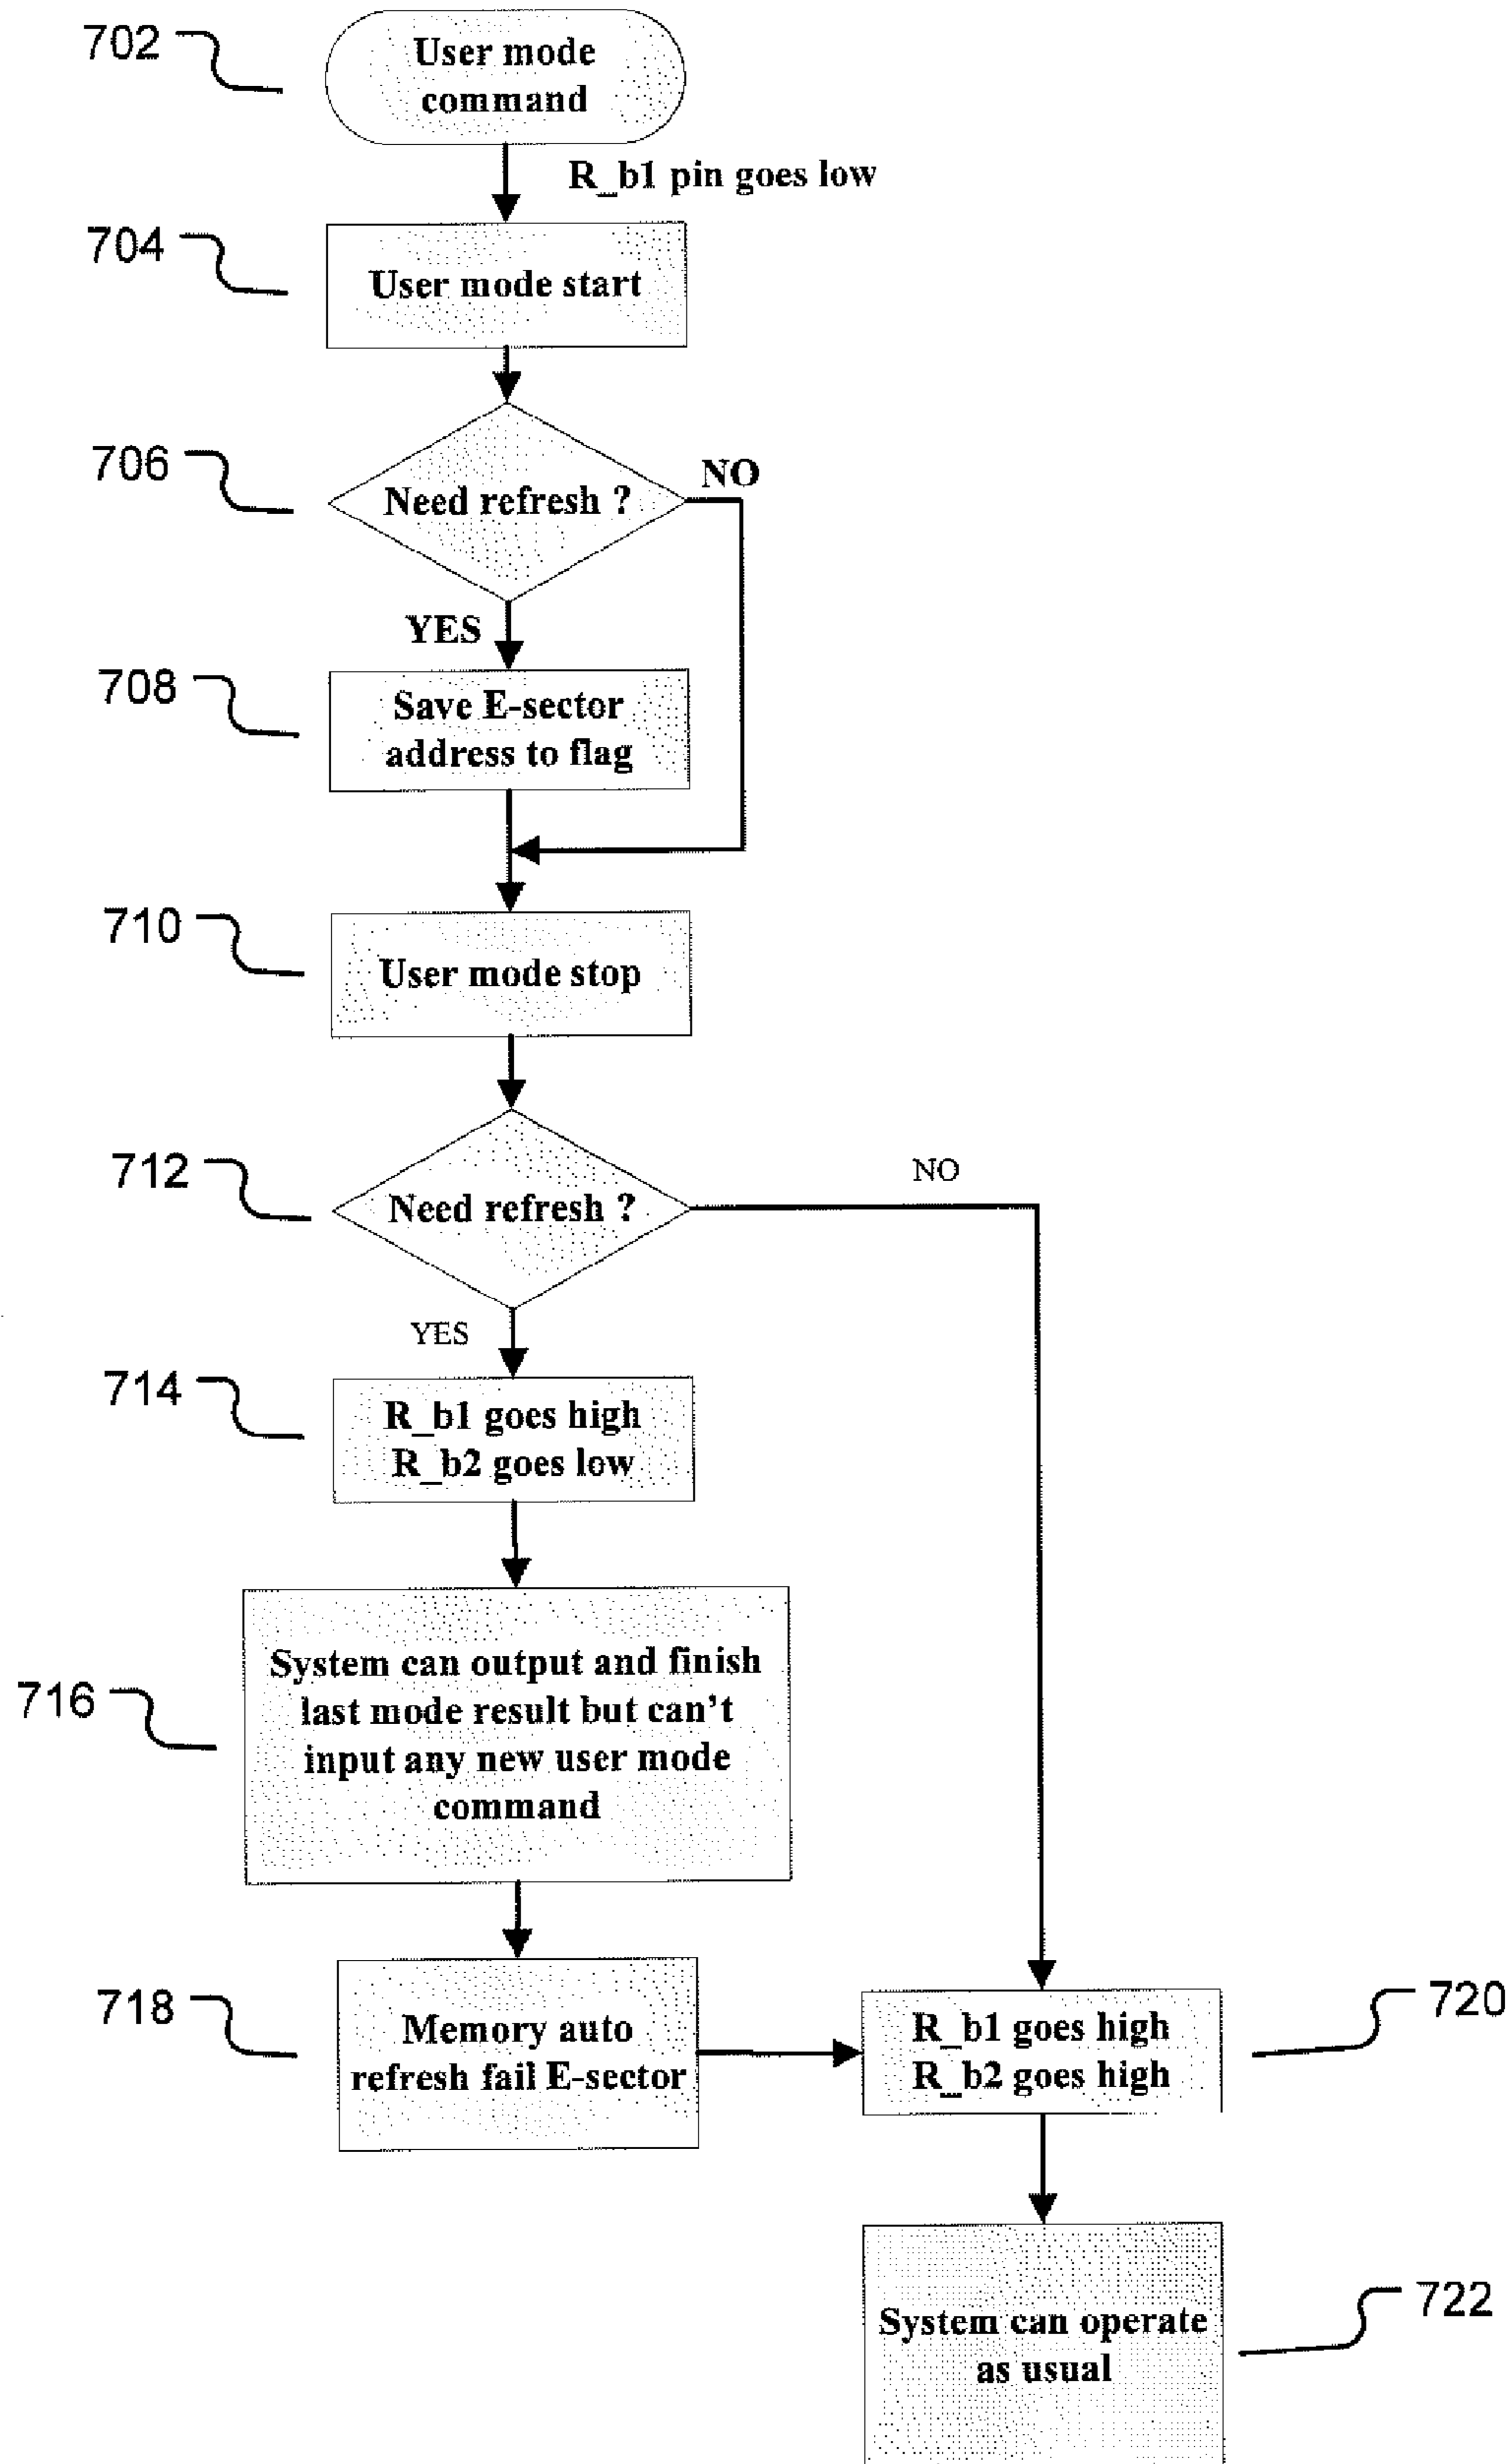 702
User mode
command
R_b1 pin goes low
704
User mode start
706
Need refresh ?
NO
YES
708
Save E-sector
address to flag
710
User mode stop
712
Need refresh ?
NO
YES
714
R_b1 goes high
R_b2 goes low
716
System can output and finish
last mode result but can't
input any new user mode
command
718
Memory auto
refresh fail E-sector
R_b1 goes high
R_b2 goes high
720
System can operate
as usual
722